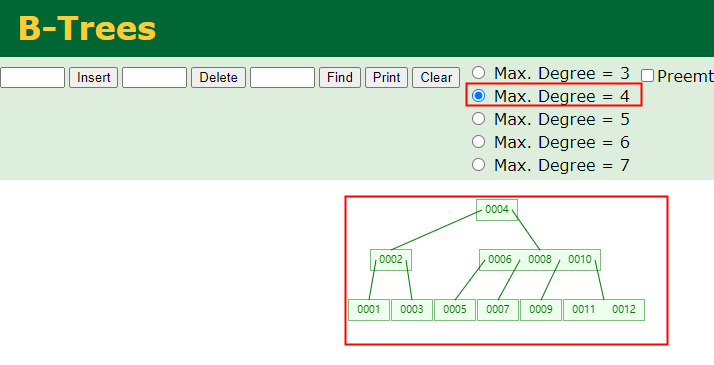 B-Trees
Insert Delete Find Print Clear
Max. Degree = 3
Max. Degree = 4
Max. Degree = 5
Max. Degree = 6
Max. Degree = 7
Preemt
0004
0002 0006 0008 0010
0001 0003 0005 0007 0009 0011 0012